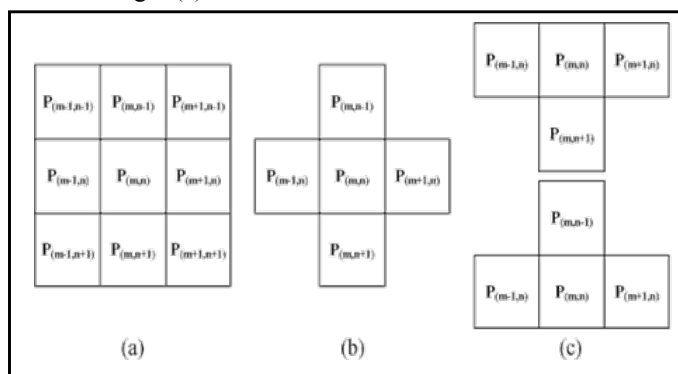 P(m-1,n-1) P(m,n-1) P(m+1,n-1)
P(m-1,n) P(m,n) P(m+1,n)
P(m-1,n+1) P(m,n+1) P(m+1,n+1)
(a)
P(m,n-1)
P(m-1,n) P(m,n) P(m+1,n)
P(m,n+1)
(b)
P(m-1,n) P(m,n) P(m+1,n)
P(m,n+1)
P(m,n-1)
P(m-1,n) P(m,n) P(m+1,n)
(c)